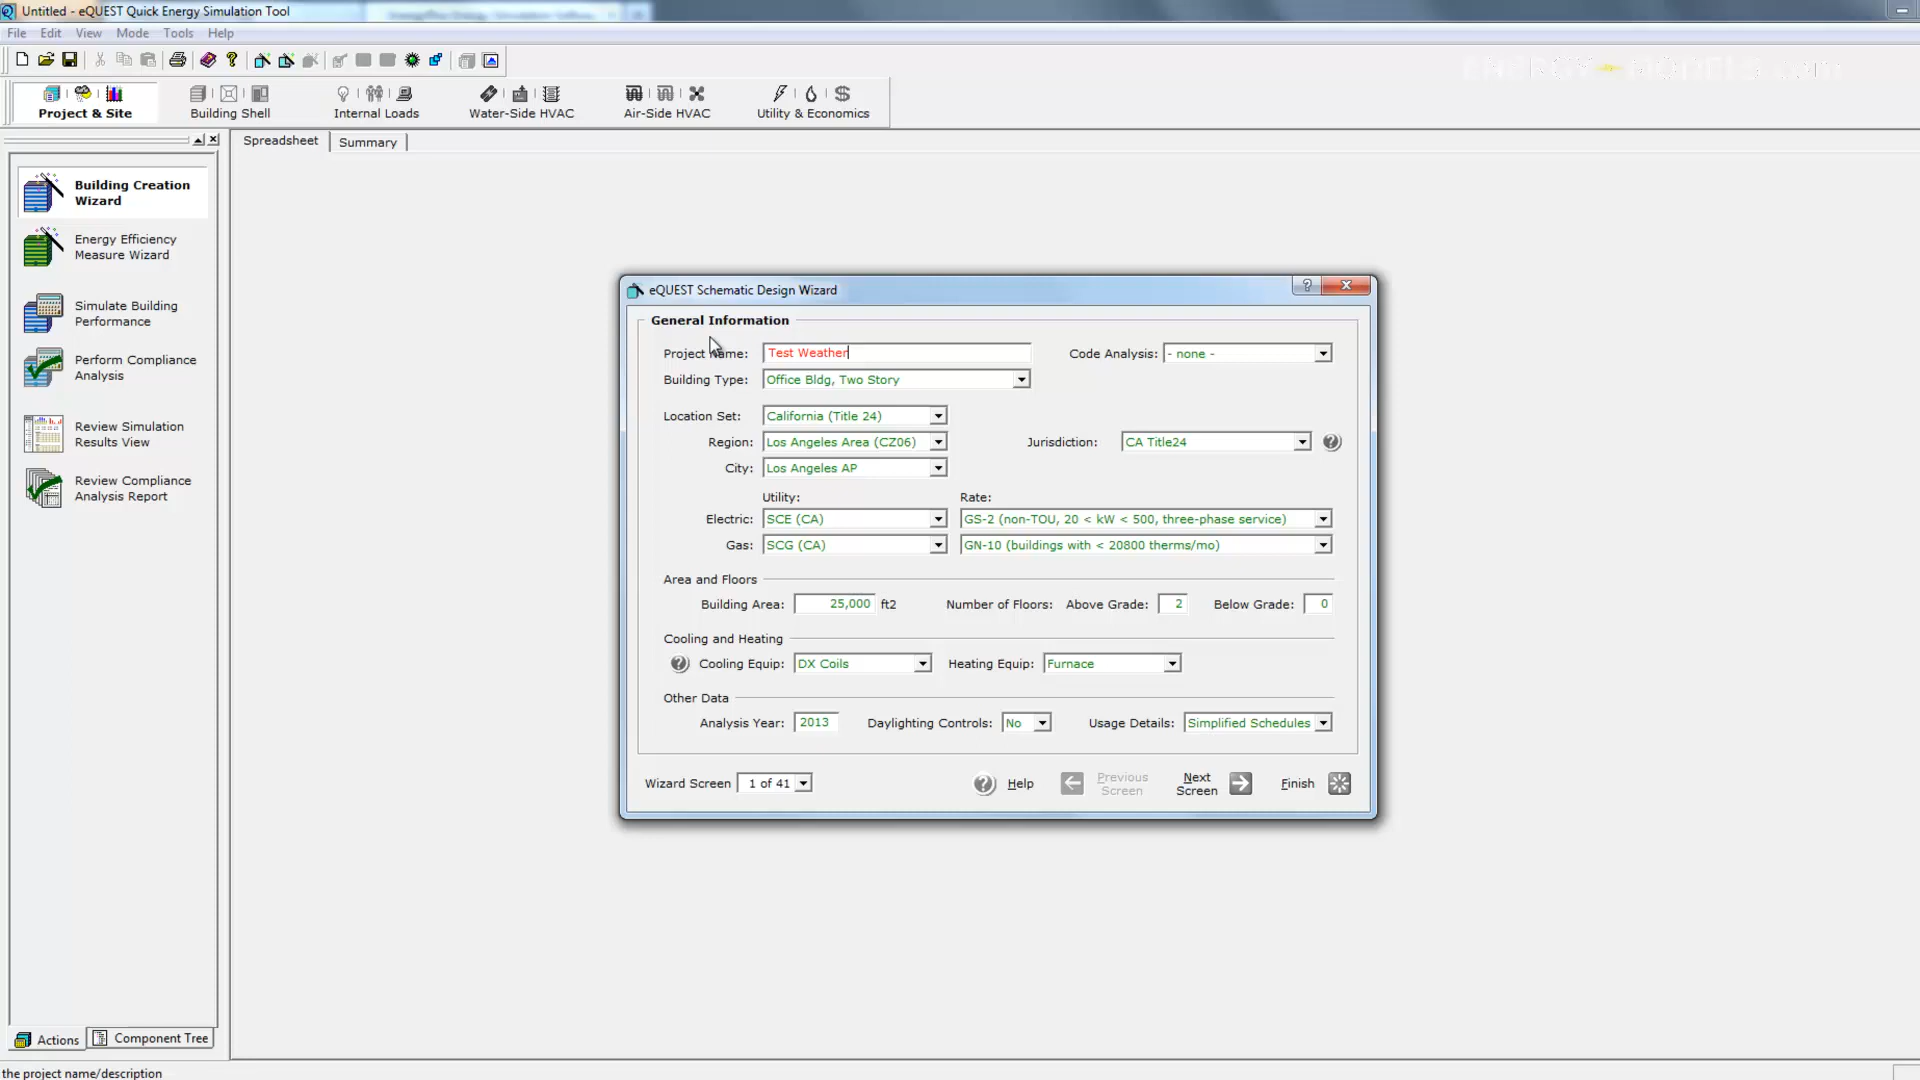 Untitled - eQUEST Quick Energy Simulation Tool
File Edit View Mode Tools Help
Project & Site Building Shell Internal Loads Water-Side HVAC Air-Side HVAC Utility & Economics
Spreadsheet Summary
Building Creation
Wizard
Energy Efficiency
Measure Wizard
Simulate Building
Performance
Perform Compliance
Analysis
Review Simulation
Results View
Review Compliance
Analysis Report
Actions Component Tree
the project name/description
eQUEST Schematic Design Wizard
General Information
Project Name: Test Weather Code Analysis: - none -
Building Type: Office Bldg, Two Story
Location Set: California (Title 24)
Region: Los Angeles Area (CZ06) Jurisdiction: CA Title24
City: Los Angeles AP
Utility: Rate:
Electric: SCE (CA) GS-2 (non-TOU, 20 < kW < 500, three-phase service)
Gas: SCG (CA) GN-10 (buildings with < 20800 therms/mo)
Area and Floors
Building Area: 25,000 ft2 Number of Floors: Above Grade: 2 Below Grade: 0
Cooling and Heating
Cooling Equip: DX Coils Heating Equip: Furnace
Other Data
Analysis Year: 2013 Daylighting Controls: No Usage Details: Simplified Schedules
Wizard Screen 1 of 41 Help Previous Screen Next Screen Finish